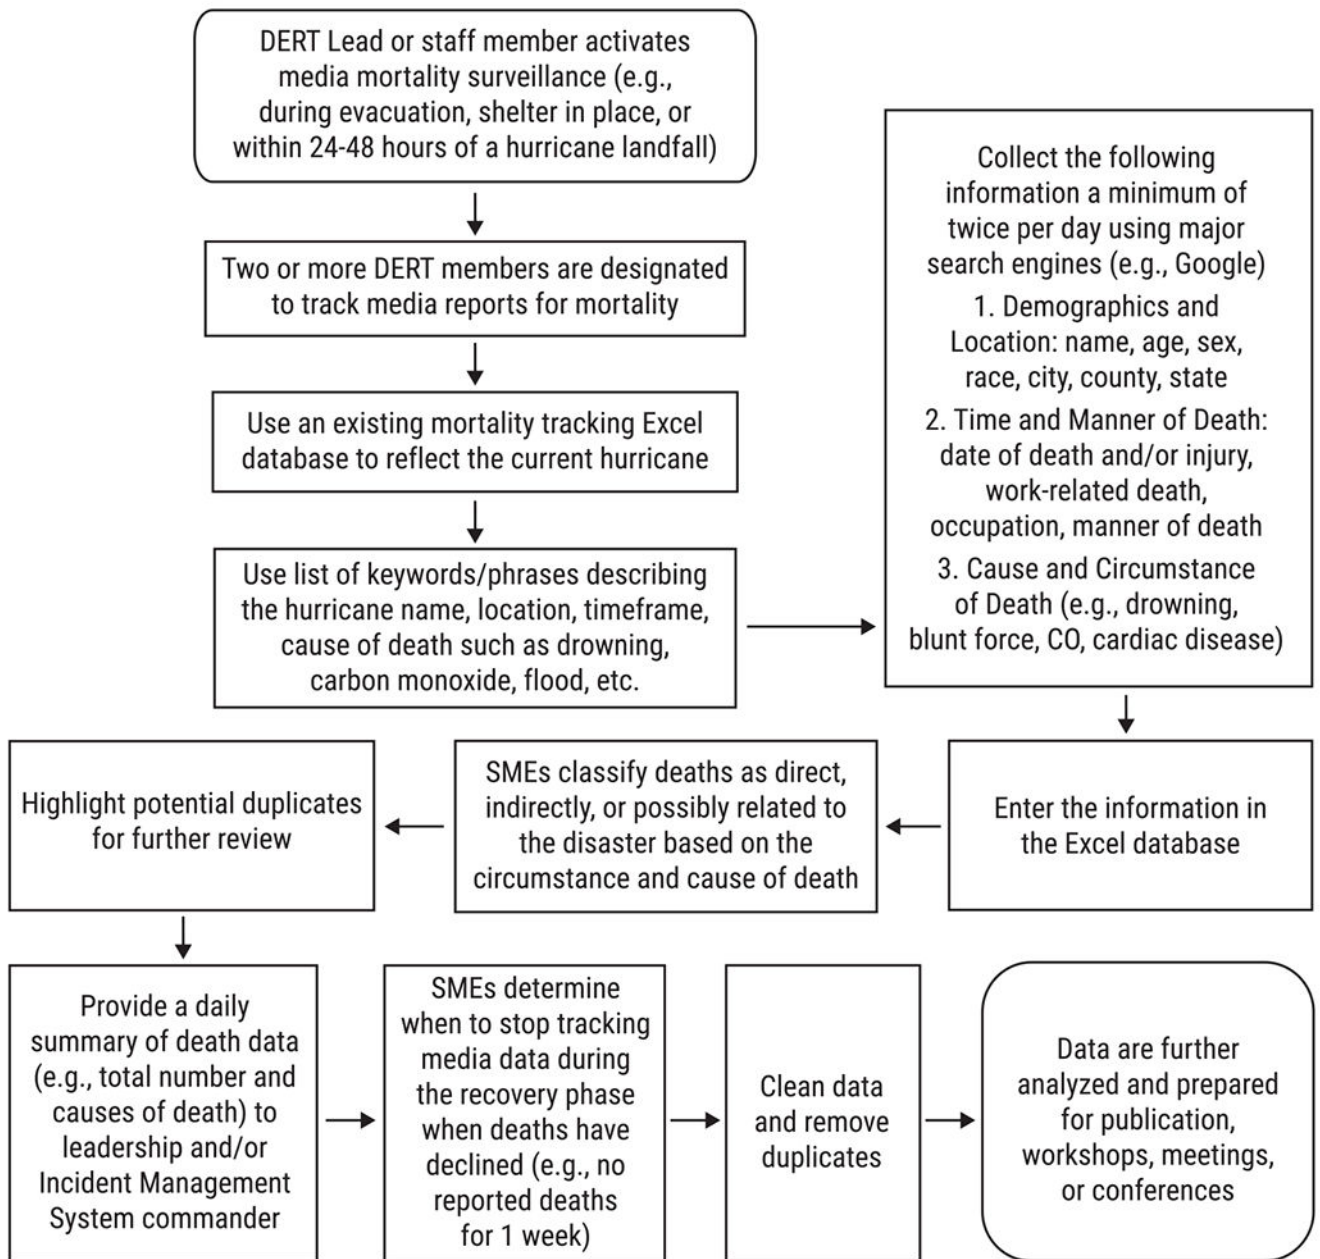 DERT Lead or staff member activates
media mortality surveillance (e.g.,
during evacuation, shelter in place, or
within 24-48 hours of a hurricane landfall)
Two or more DERT members are designated
to track media reports for mortality
Use an existing mortality tracking Excel
database to reflect the current hurricane
Use list of keywords/phrases describing
the hurricane name, location, timeframe,
cause of death such as drowning,
carbon monoxide, flood, etc.
Collect the following
information a minimum of
twice per day using major
search engines (e.g., Google)
1. Demographics and
Location: name, age, sex,
race, city, county, state
2. Time and Manner of Death:
date of death and/or injury,
work-related death,
occupation, manner of death
3. Cause and Circumstance
of Death (e.g., drowning,
blunt force, CO, cardiac disease)
Enter the information in
the Excel database
SMEs classify deaths as direct,
indirectly, or possibly related to
the disaster based on the
circumstance and cause of death
Highlight potential duplicates
for further review
Provide a daily
summary of death data
(e.g., total number and
causes of death) to
leadership and/or
Incident Management
System commander
SMEs determine
when to stop tracking
media data during
the recovery phase
when deaths have
declined (e.g., no
reported deaths
for 1 week)
Clean data
and remove
duplicates
Data are further
analyzed and prepared
for publication,
workshops, meetings,
or conferences